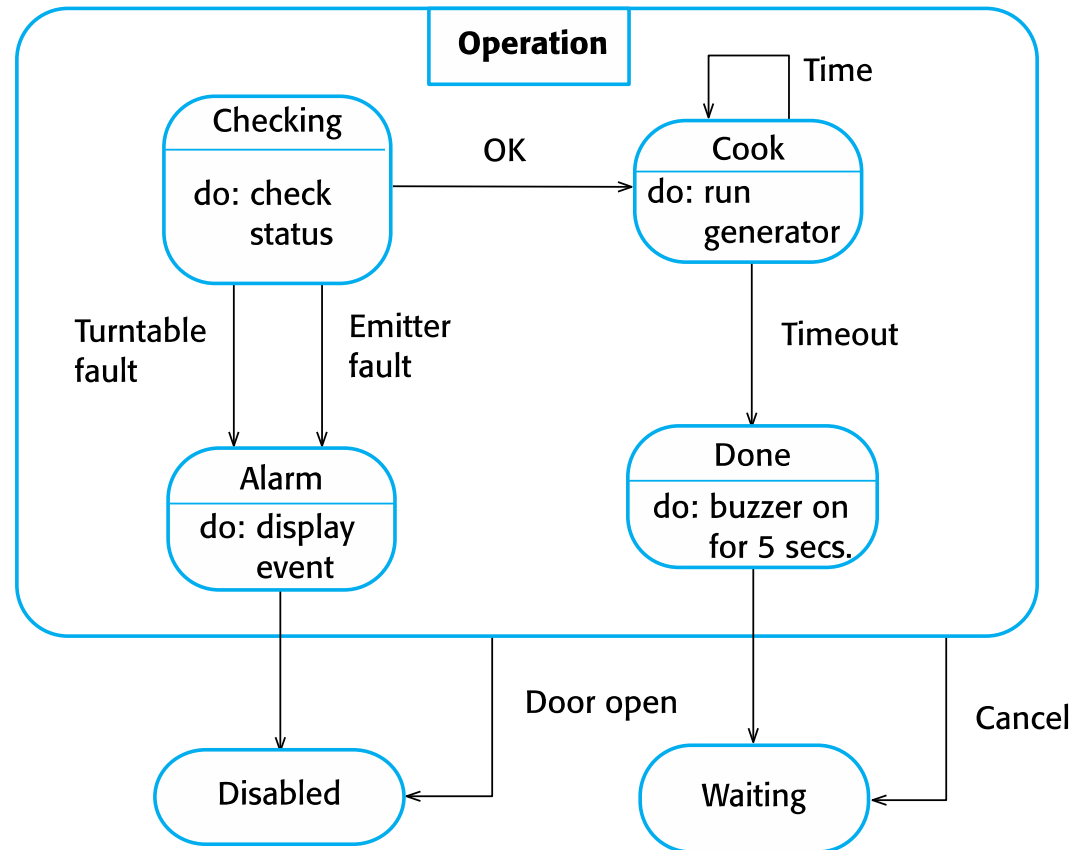 Operation
Time
Checking
do: check
status
OK
Cook
do: run
generator
Turntable
fault
Emitter
fault
Timeout
Alarm
do: display
event
Done
do: buzzer on
for 5 secs.
Door open
Cancel
Disabled
Waiting